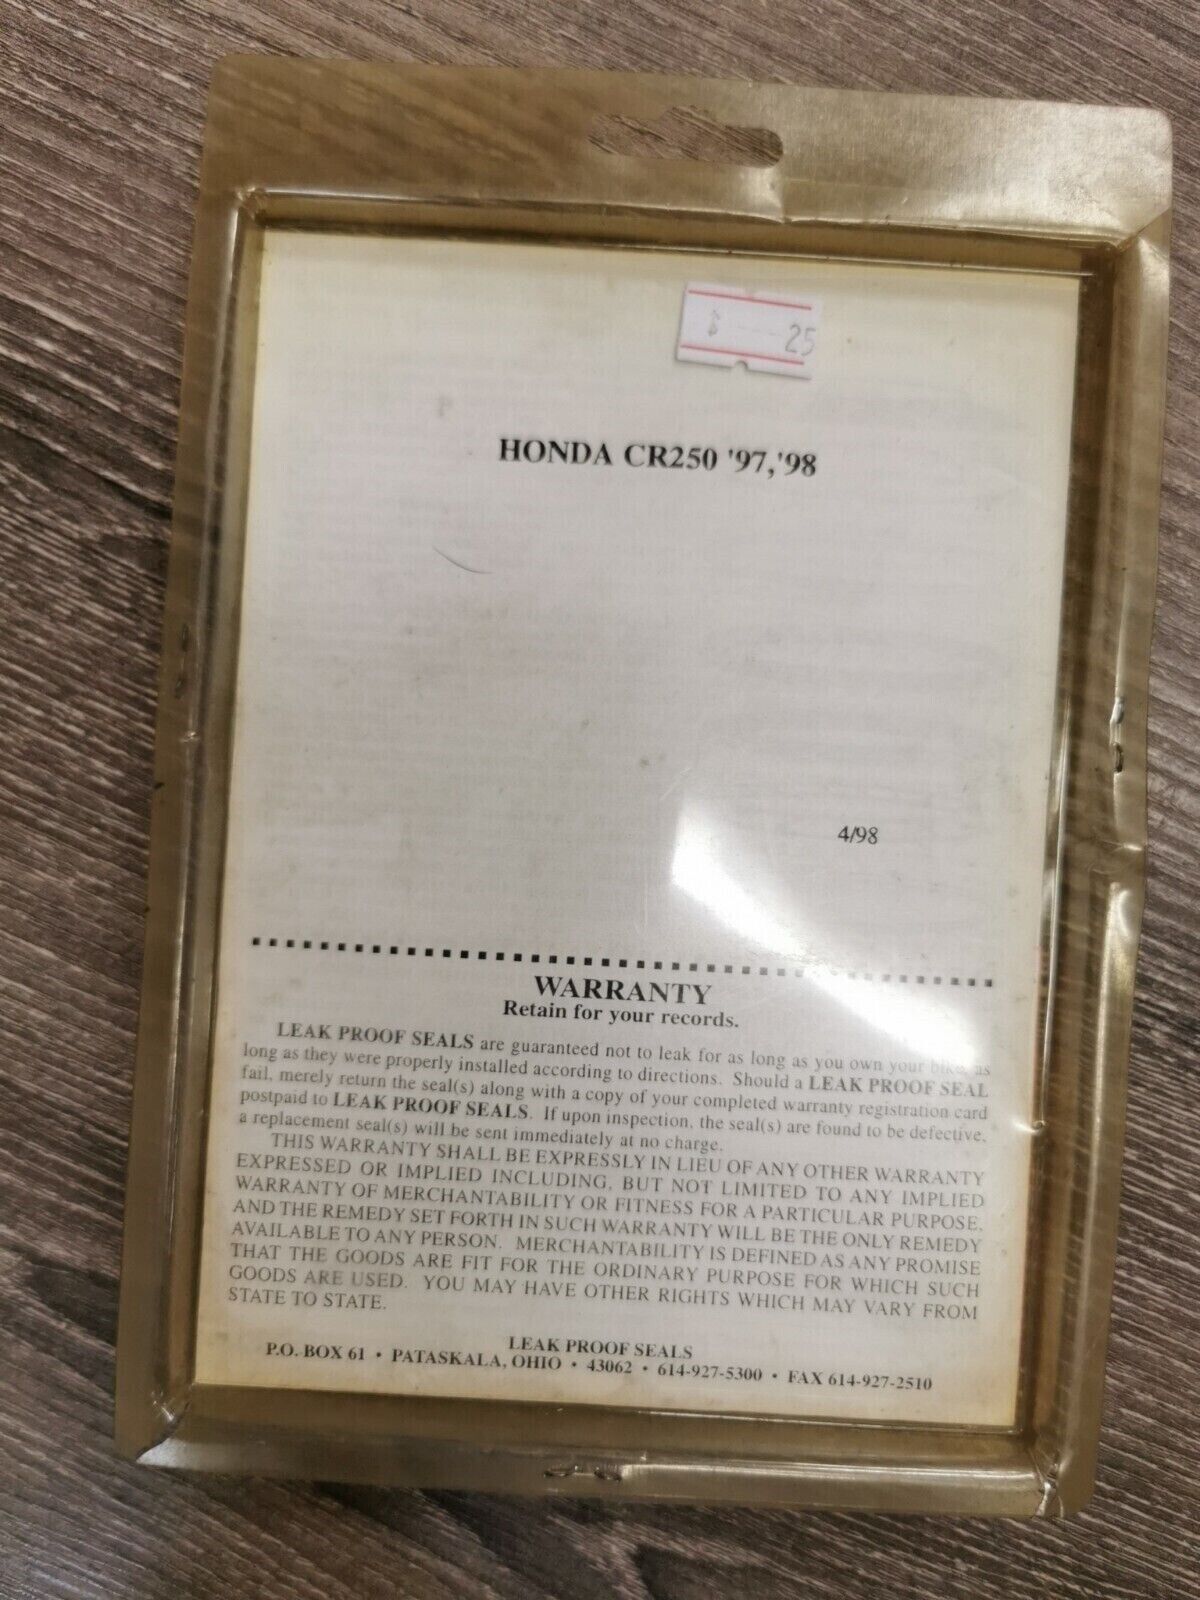 $ ---- 25
HONDA CR250 '97,'98
4/98
WARRANTY
Retain for your records.
LEAK PROOF SEALS are guaranteed not to leak for as long as you own your bike, as
long as they were properly installed according to directions. Should a LEAK PROOF SEAL
fail, merely return the seal(s) along with a copy of your completed warranty registration card
postpaid to LEAK PROOF SEALS. If upon inspection, the seal(s) are found to be defective,
a replacement seal(s) will be sent immediately at no charge.
THIS WARRANTY SHALL BE EXPRESSLY IN LIEU OF ANY OTHER WARRANTY
EXPRESSED OR IMPLIED INCLUDING, BUT NOT LIMITED TO ANY IMPLIED
WARRANTY OF MERCHANTABILITY OR FITNESS FOR A PARTICULAR PURPOSE,
AND THE REMEDY SET FORTH IN SUCH WARRANTY WILL BE THE ONLY REMEDY
AVAILABLE TO ANY PERSON. MERCHANTABILITY IS DEFINED AS ANY PROMISE
THAT THE GOODS ARE FIT FOR THE ORDINARY PURPOSE FOR WHICH SUCH
GOODS ARE USED. YOU MAY HAVE OTHER RIGHTS WHICH MAY VARY FROM
STATE TO STATE.
LEAK PROOF SEALS
P.O. BOX 61 • PATASKALA, OHIO • 43062 • 614-927-5300 • FAX 614-927-2510